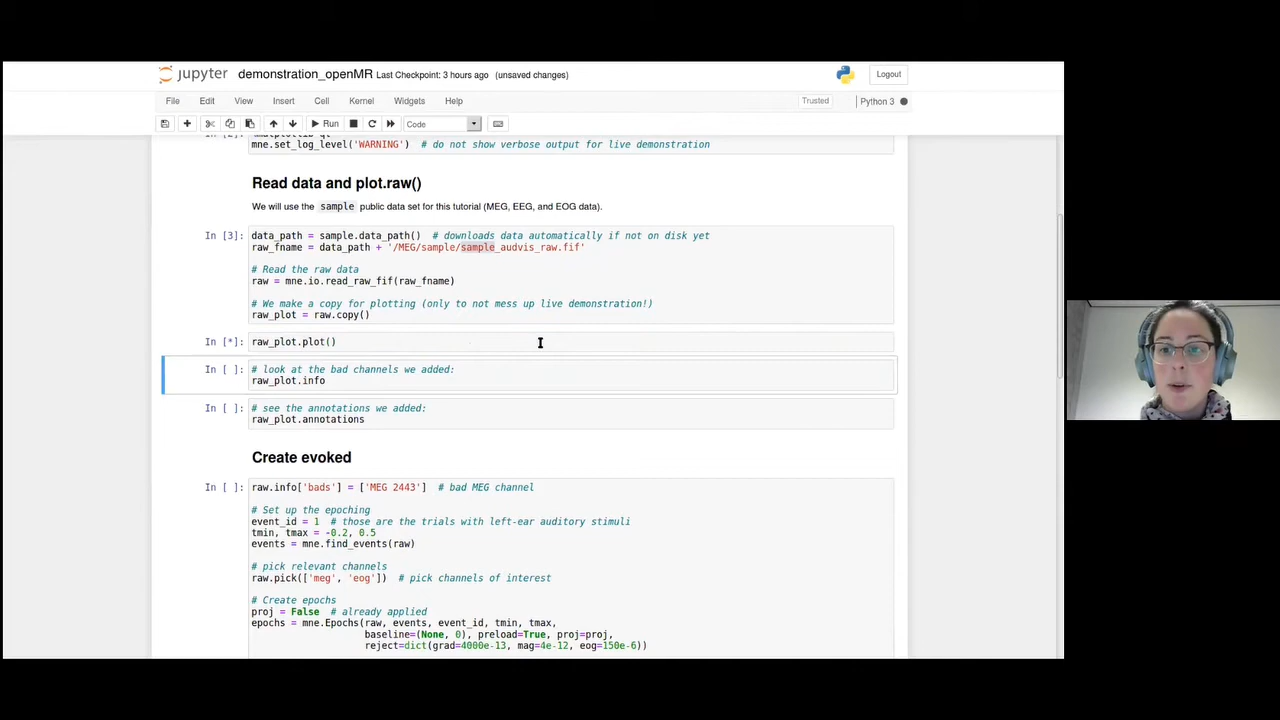 jupyter demonstration_openMR Last Checkpoint: 3 hours ago (unsaved changes) Logout
File Edit View Insert Cell Kernel Widgets Help Trusted Python 3
Run Code
mne.set_log_level('WARNING') # do not show verbose output for live demonstration
Read data and plot.raw()
We will use the sample public data set for this tutorial (MEG, EEG, and EOG data).
In [3]: data_path = sample.data_path() # downloads data automatically if not on disk yet
raw_fname = data_path + '/MEG/sample/sample_audvis_raw.fif'
# Read the raw data
raw = mne.io.read_raw_fif(raw_fname)
# We make a copy for plotting (only to not mess up live demonstration!)
raw_plot = raw.copy()
In [*]: raw_plot.plot()
In [ ]: # look at the bad channels we added:
raw_plot.info
In [ ]: # see the annotations we added:
raw_plot.annotations
Create evoked
In [ ]: raw.info['bads'] = ['MEG 2443'] # bad MEG channel
# Set up the epoching
event_id = 1 # those are the trials with left-ear auditory stimuli
tmin, tmax = -0.2, 0.5
events = mne.find_events(raw)
# pick relevant channels
raw.pick(['meg', 'eog']) # pick channels of interest
# Create epochs
proj = False # already applied
epochs = mne.Epochs(raw, events, event_id, tmin, tmax,
baseline=(None, 0), preload=True, proj=proj,
reject=dict(grad=4000e-13, mag=4e-12, eog=150e-6))